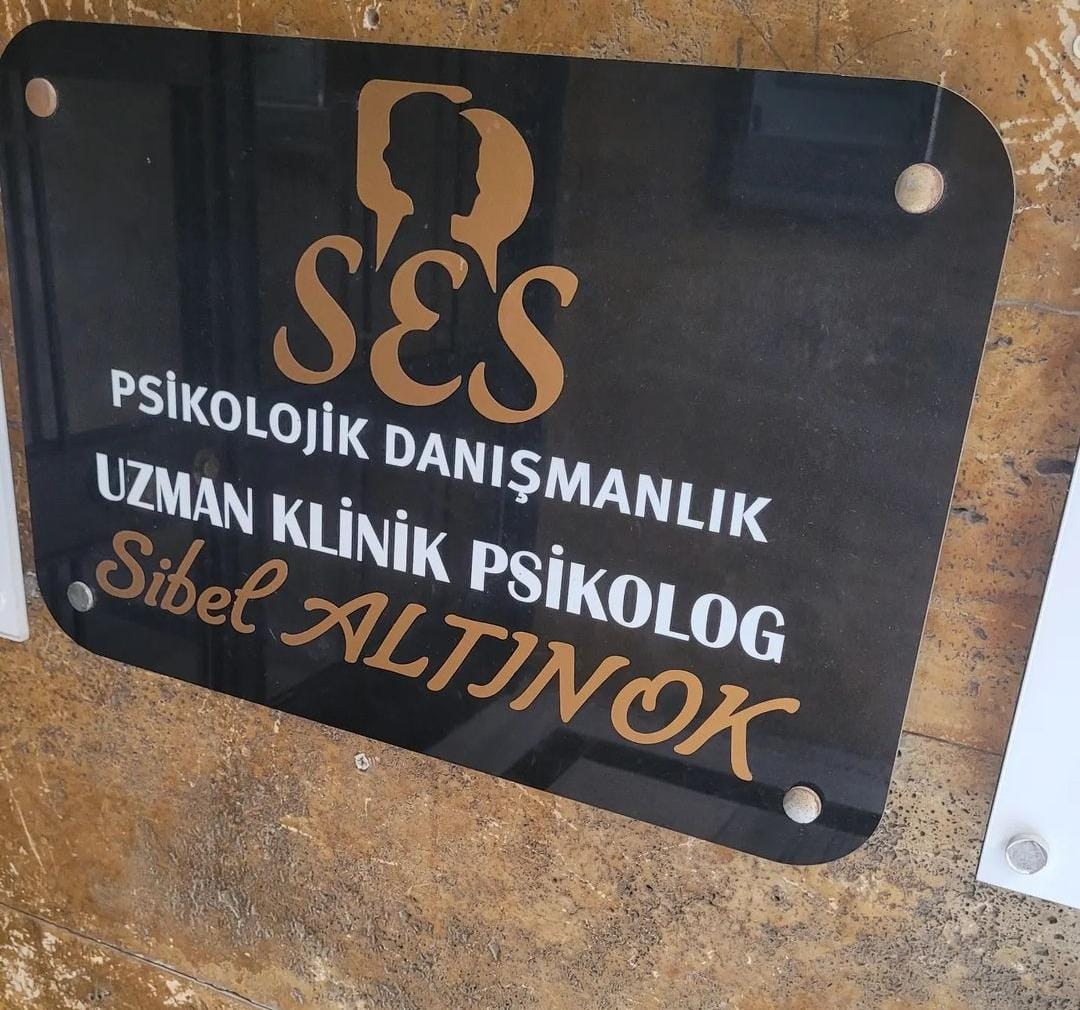 SES
PSİKOLOJİK DANIŞMANLIK
UZMAN KLİNİK PSİKOLOG
Sibel ALTINOK